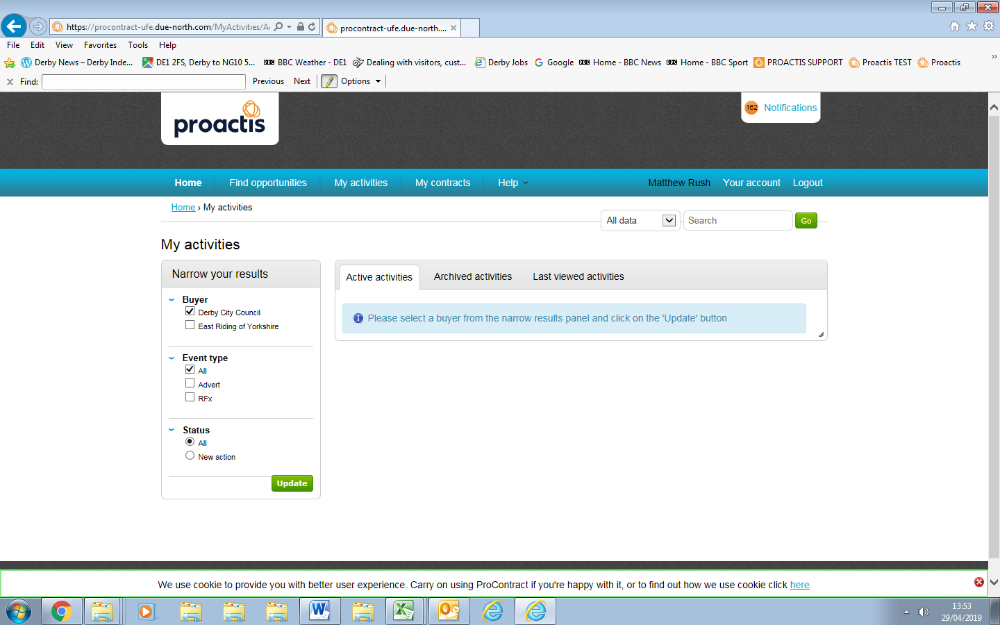 https://procontract-ufe.due-north.com/MyActivities/A
procontract-ufe.due-north....
File Edit View Favorites Tools Help
Derby News – Derby Inde... DE1 2FS, Derby to NG10 5... BBC Weather - DE1 Dealing with visitors, cust... Derby Jobs Google Home - BBC News Home - BBC Sport PROACTIS SUPPORT Proactis TEST Proactis
Find: Previous Next Options
proactis
162 Notifications
Home Find opportunities My activities My contracts Help Matthew Rush Your account Logout
Home › My activities
All data Search Go
My activities
Narrow your results
Buyer
Derby City Council
East Riding of Yorkshire
Event type
All
Advert
RFx
Status
All
New action
Update
Active activities Archived activities Last viewed activities
Please select a buyer from the narrow results panel and click on the 'Update' button
We use cookie to provide you with better user experience. Carry on using ProContract if you're happy with it, or to find out how we use cookie click here
13:53
29/04/2019